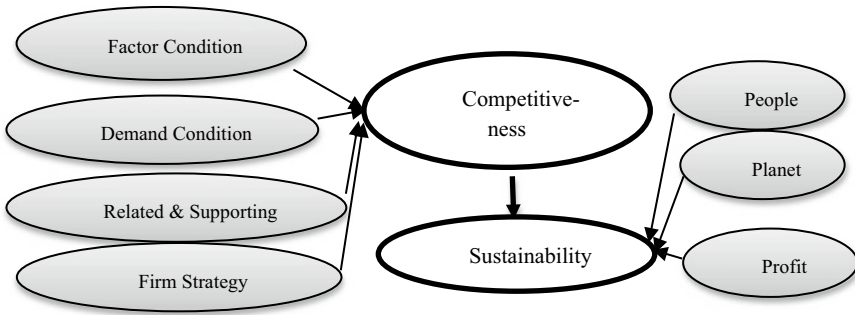 Factor Condition
Demand Condition
Related & Supporting
Firm Strategy
Competitive-
ness
Sustainability
People
Planet
Profit